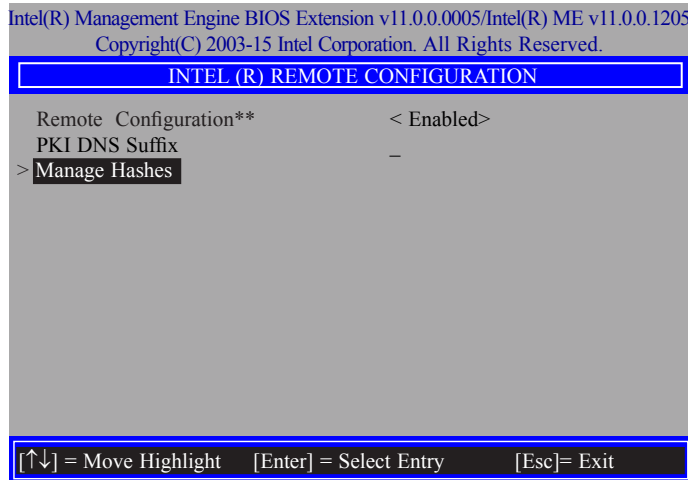 Intel(R) Management Engine BIOS Extension v11.0.0.0005/Intel(R) ME v11.0.0.1205
Copyright(C) 2003-15 Intel Corporation. All Rights Reserved.
INTEL (R) REMOTE CONFIGURATION
Remote Configuration** < Enabled>
PKI DNS Suffix _
> Manage Hashes
[↑↓] = Move Highlight [Enter] = Select Entry [Esc]= Exit